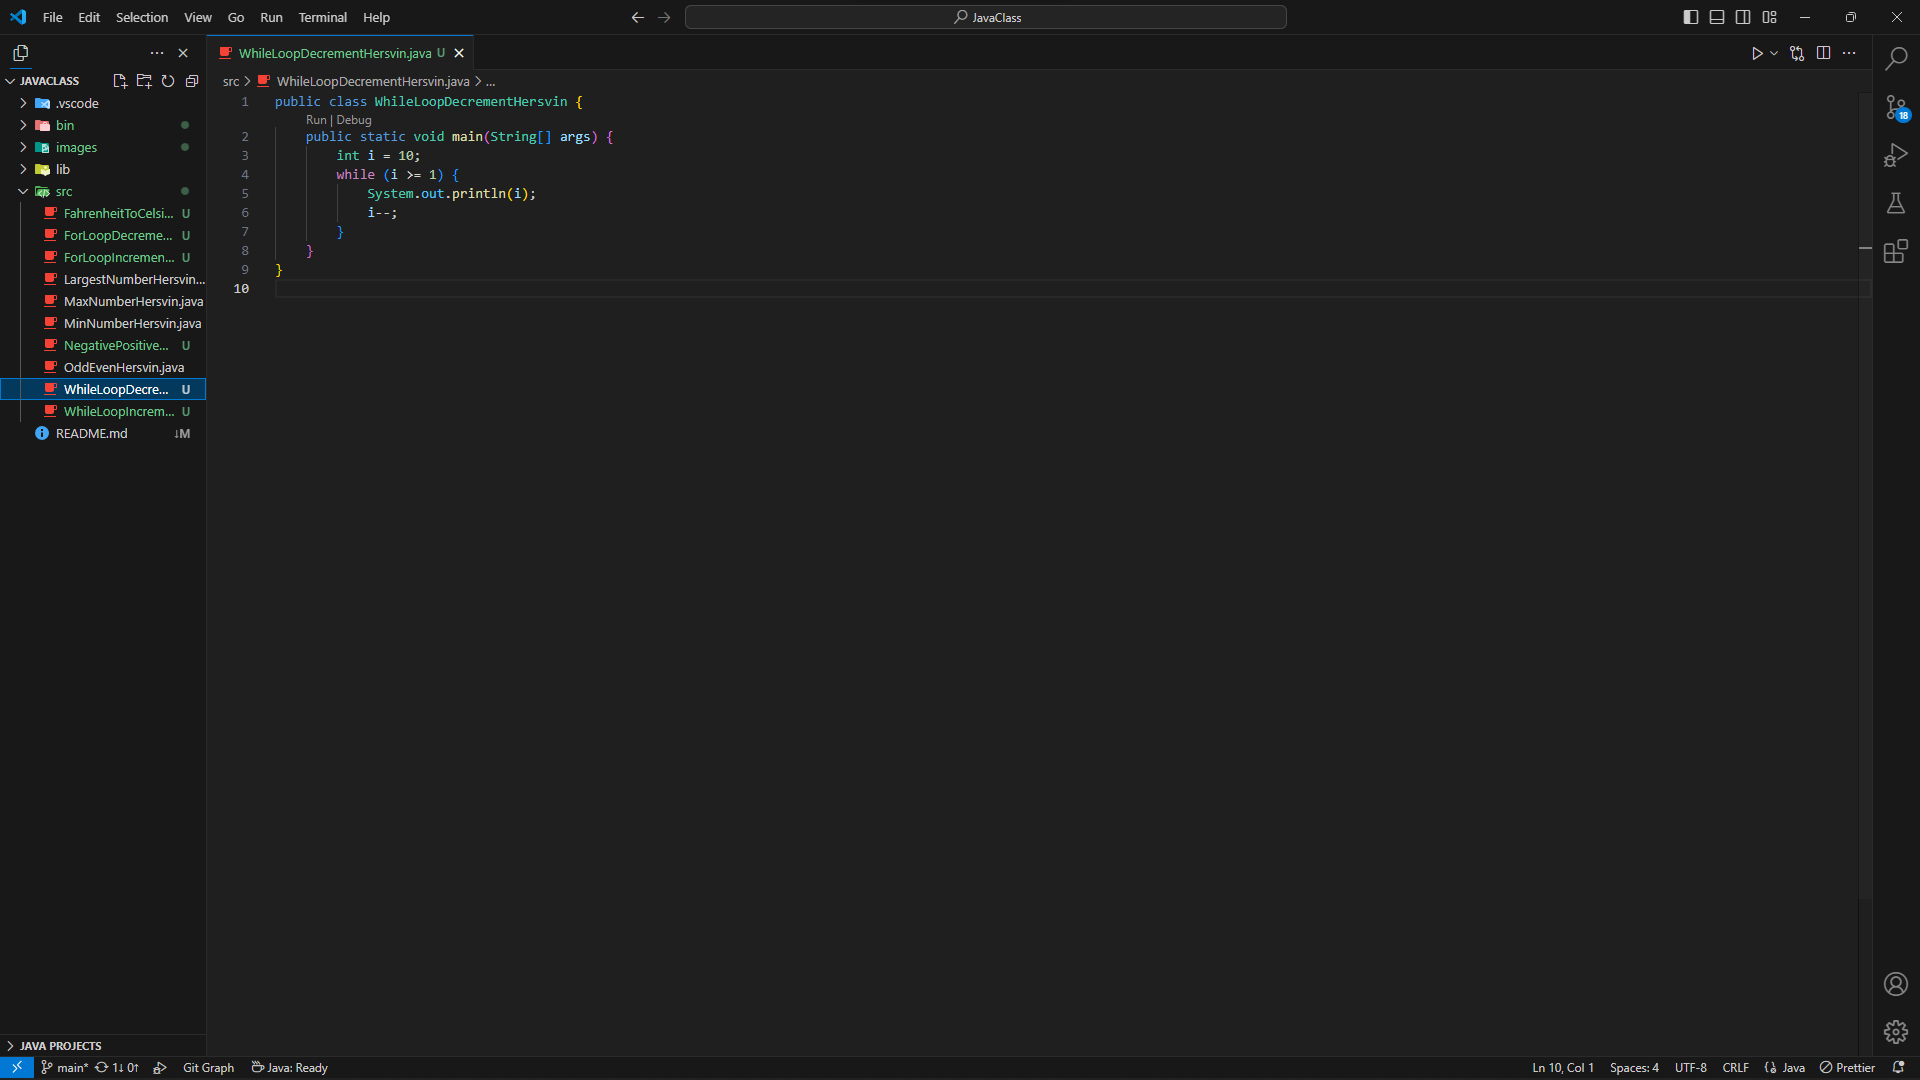 File Edit Selection View Go Run Terminal Help
JavaClass
WhileLoopDecrementHersvin.java U
JAVACLASS
.vscode
bin
images
lib
src
FahrenheitToCelsi... U
ForLoopDecreme... U
ForLoopIncremen... U
LargestNumberHersvin...
MaxNumberHersvin.java
MinNumberHersvin.java
NegativePositive... U
OddEvenHersvin.java
WhileLoopDecre... U
WhileLoopIncrem... U
README.md ↓M
JAVA PROJECTS
src > WhileLoopDecrementHersvin.java > ...
1 public class WhileLoopDecrementHersvin {
Run | Debug
2 public static void main(String[] args) {
3 int i = 10;
4 while (i >= 1) {
5 System.out.println(i);
6 i--;
7 }
8 }
9 }
10
18
main* 1↓ 0↑ Git Graph Java: Ready
Ln 10, Col 1 Spaces: 4 UTF-8 CRLF Java Prettier